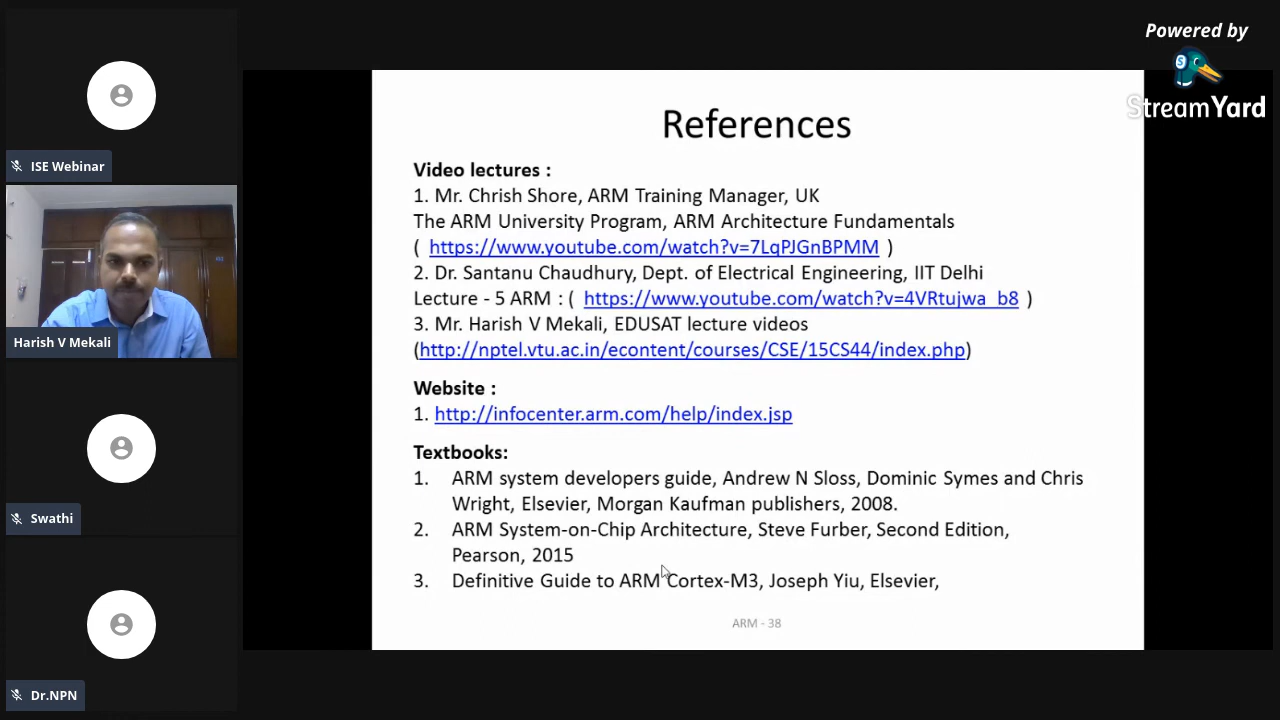 Powered by
StreamYard
ISE Webinar
Harish V Mekali
Swathi
Dr.NPN
References
Video lectures :
1. Mr. Chrish Shore, ARM Training Manager, UK
The ARM University Program, ARM Architecture Fundamentals
( https://www.youtube.com/watch?v=7LqPJGnBPMM )
2. Dr. Santanu Chaudhury, Dept. of Electrical Engineering, IIT Delhi
Lecture - 5 ARM : ( https://www.youtube.com/watch?v=4VRtujwa_b8 )
3. Mr. Harish V Mekali, EDUSAT lecture videos
(http://nptel.vtu.ac.in/econtent/courses/CSE/15CS44/index.php)
Website :
1. http://infocenter.arm.com/help/index.jsp
Textbooks:
1. ARM system developers guide, Andrew N Sloss, Dominic Symes and Chris
Wright, Elsevier, Morgan Kaufman publishers, 2008.
2. ARM System-on-Chip Architecture, Steve Furber, Second Edition,
Pearson, 2015
3. Definitive Guide to ARM Cortex-M3, Joseph Yiu, Elsevier,
ARM - 38